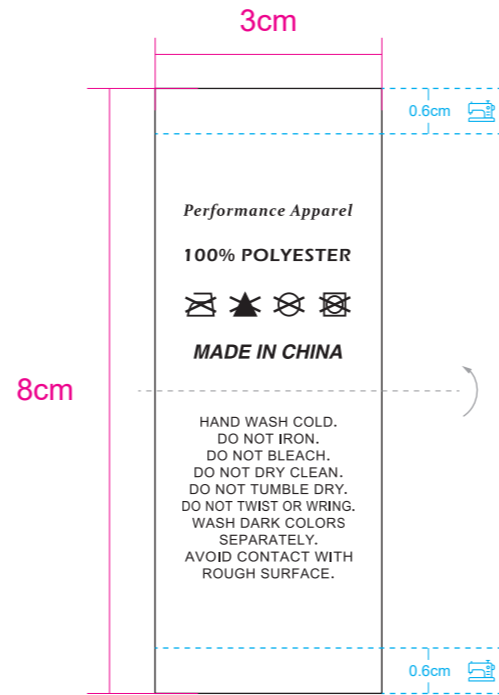 3cm
0.6cm
Performance Apparel
100% POLYESTER
MADE IN CHINA
8cm
HAND WASH COLD.
DO NOT IRON.
DO NOT BLEACH.
DO NOT DRY CLEAN.
DO NOT TUMBLE DRY.
DO NOT TWIST OR WRING.
WASH DARK COLORS
SEPARATELY.
AVOID CONTACT WITH
ROUGH SURFACE.
0.6cm